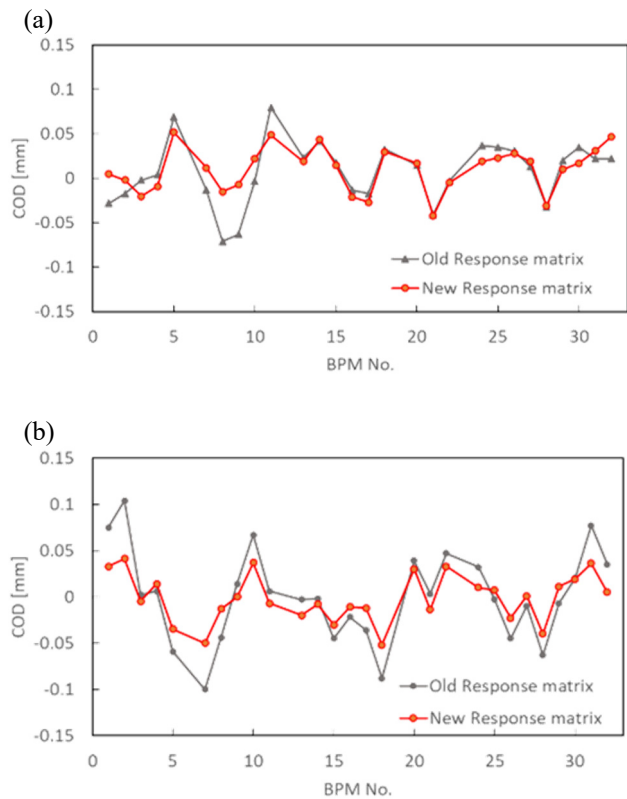 (a)
0.15
0.1
0.05
0
-0.05
-0.1
-0.15
COD [mm]
Old Response matrix
New Response matrix
0 5 10 15 20 25 30
BPM No.
(b)
0.15
0.1
0.05
0
-0.05
-0.1
-0.15
COD [mm]
Old Response matrix
New Response matrix
0 5 10 15 20 25 30
BPM No.